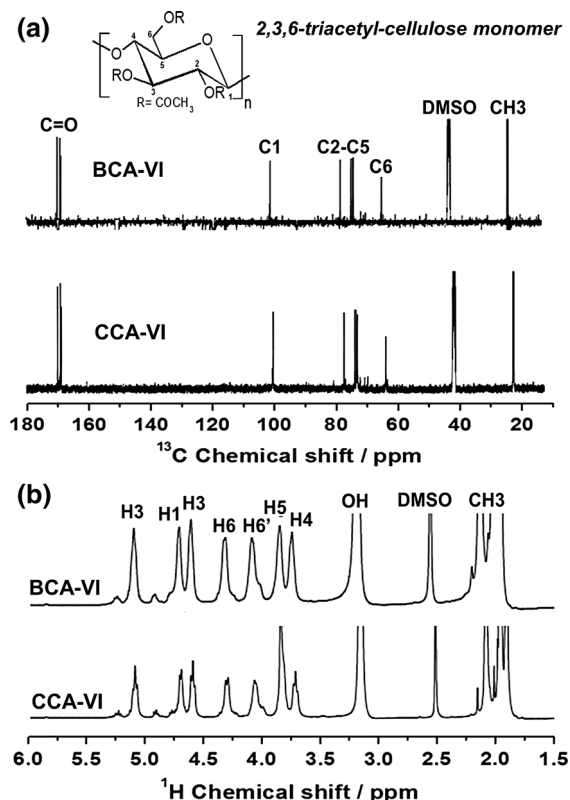 (a)
2,3,6-triacetyl-cellulose monomer
OR
6
4
O
O
5
RO
2
3
OR
1
n
R= COCH₃
C=O
DMSO
CH3
C1
C2-C5
C6
BCA-VI
CCA-VI
180 160 140 120 100 80 60 40 20
¹³C Chemical shift / ppm
(b)
H3
H1
H3
H6
H6’
H5
H4
OH
DMSO
CH3
BCA-VI
CCA-VI
6.0 5.5 5.0 4.5 4.0 3.5 3.0 2.5 2.0 1.5
¹H Chemical shift / ppm